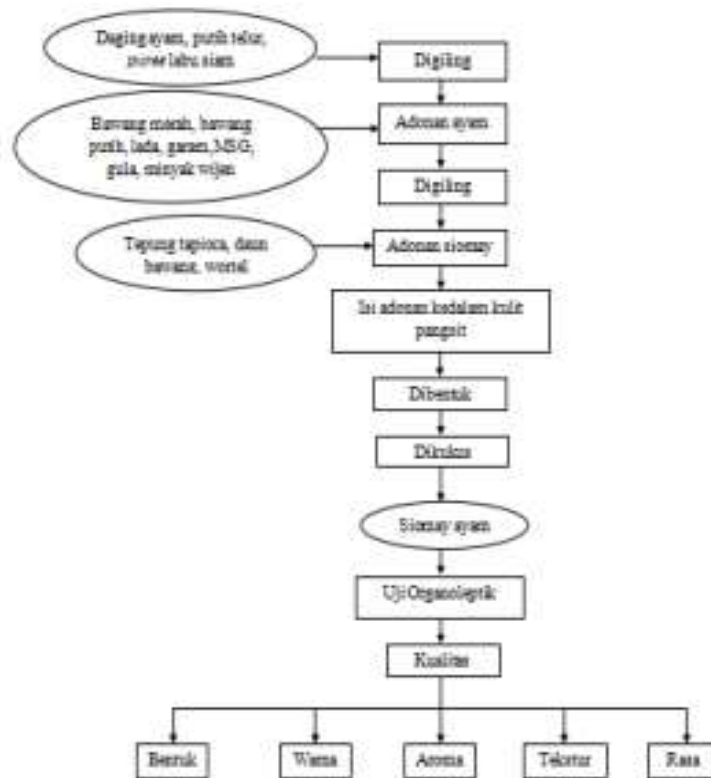 Daging ayam, putih telur,
puree labu siam
Digiling
Bawang merah, bawang
putih, lada, garam, MSG,
gula, minyak wijen
Adonan ayam
Digiling
Tepung tapioca, daun
bawang, wortel
Adonan siomay
Isi adonan kedalam kulit
pangsit
Dibentuk
Dikukus
Siomay ayam
Uji Organoleptik
Kualitas
Bentuk
Warna
Aroma
Tekstur
Rasa